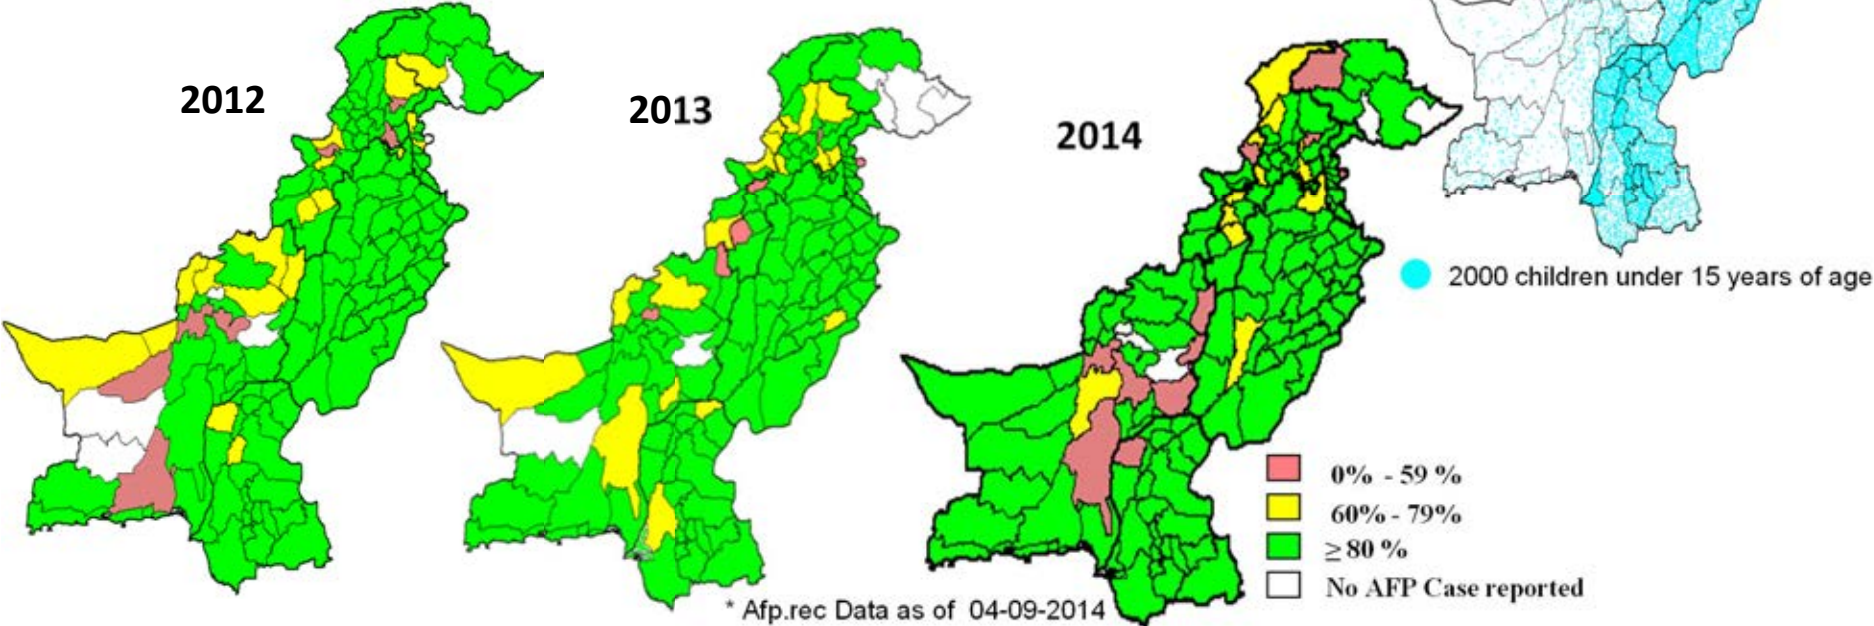 2012
2013
2014
2000 children under 15 years of age
0% - 59 %
60% - 79%
≥ 80 %
No AFP Case reported
* Afp.rec Data as of 04-09-2014